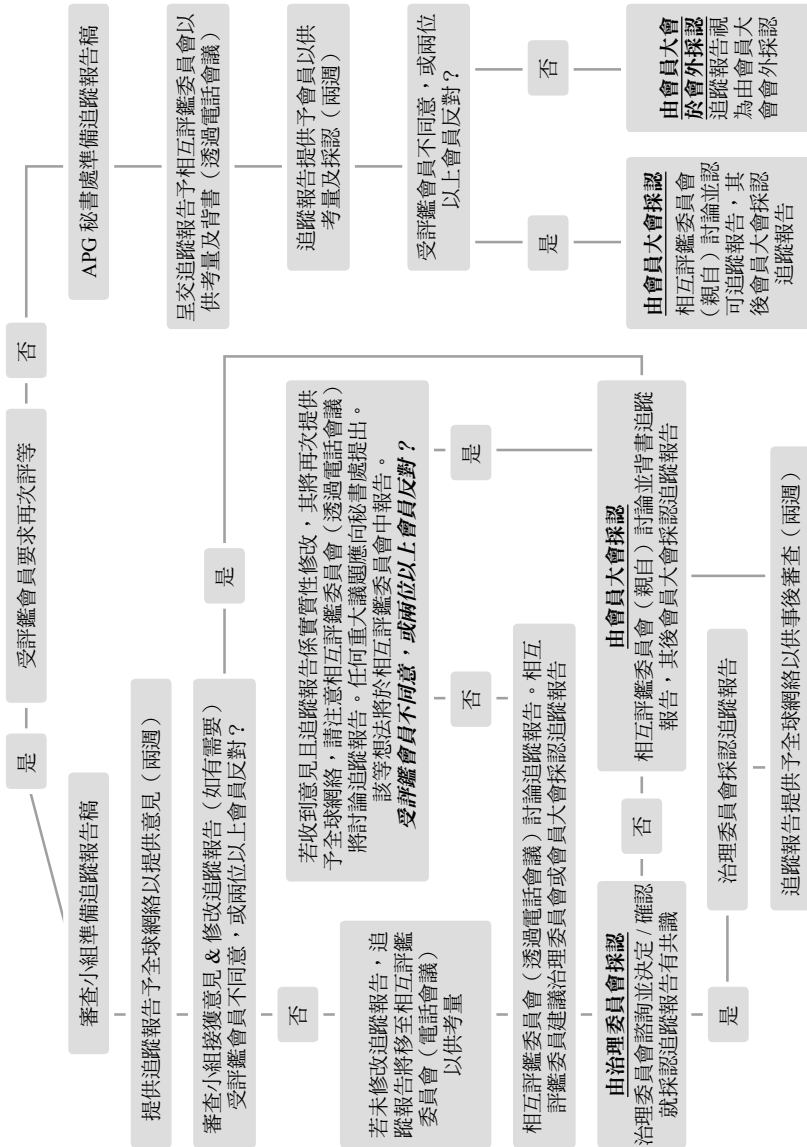 受評鑑會員要求再次評等
是
否
審查小組準備追蹤報告稿
提供追蹤報告予全球網絡以提供意見（兩週）
審查小組接獲意見 & 修改追蹤報告（如有需要）
受評鑑會員不同意，或兩位以上會員反對？
否
是
若未修改追蹤報告，追
蹤報告將移至相互評鑑
委員會（電話會議）
以供考量
若收到意見且追蹤報告係實質性修改，其將再次提供
予全球網絡，請注意相互評鑑委員會（透過電話會議）
將討論追蹤報告。任何重大議題應向秘書處提出。
該等想法將於相互評鑑委員會中報告。
受評鑑會員不同意，或兩位以上會員反對？
否
是
相互評鑑委員會（透過電話會議）討論追蹤報告。相互
評鑑委員建議治理委員會或會員大會採認追蹤報告
由治理委員會採認
治理委員會諮詢並決定 / 確認
就採認追蹤報告有共識
否
由會員大會採認
相互評鑑委員會（親自）討論並背書追蹤
報告，其後會員大會採認追蹤報告
是
治理委員會採認追蹤報告
追蹤報告提供予全球網絡以供事後審查（兩週）
APG 秘書處準備追蹤報告稿
呈交追蹤報告予相互評鑑委員會以
供考量及背書（透過電話會議）
追蹤報告提供予會員以供
考量及採認（兩週）
受評鑑會員不同意，或兩位
以上會員反對？
是
否
由會員大會採認
相互評鑑委員會
（親自）討論並認
可追蹤報告，其
後會員大會採認
追蹤報告
由會員大會
於會外採認
追蹤報告視
為由會員大
會會外採認